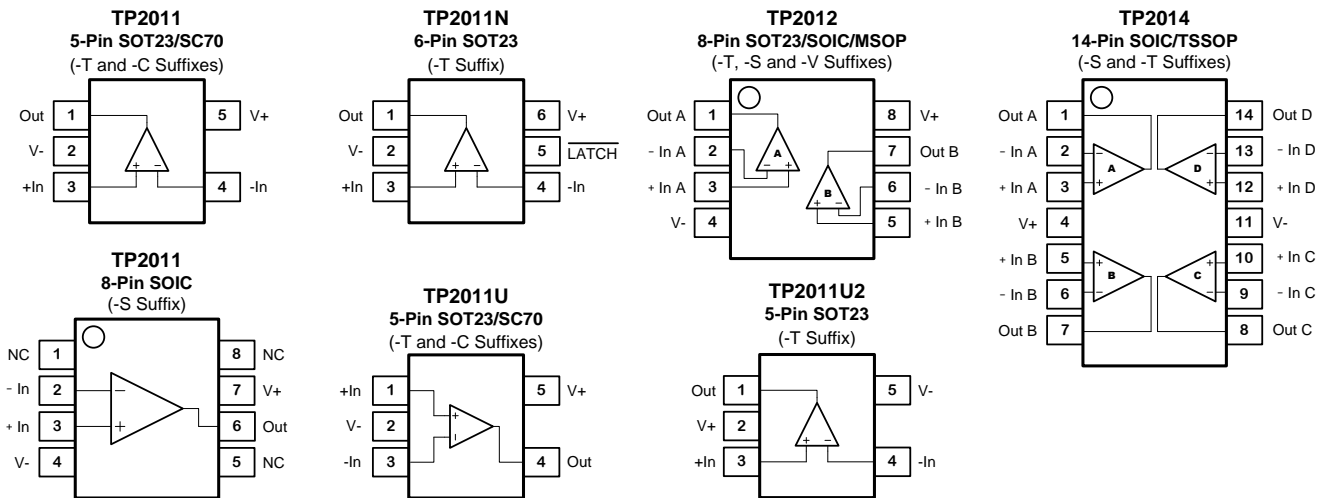 TP2011
5-Pin SOT23/SC70
(-T and -C Suffixes)
Out 1
V- 2
+In 3
5 V+
4 -In
+ −
TP2011N
6-Pin SOT23
(-T Suffix)
Out 1
V- 2
+In 3
6 V+
5 LATCH
4 -In
+ −
TP2012
8-Pin SOT23/SOIC/MSOP
(-T, -S and -V Suffixes)
Out A 1
- In A 2
+ In A 3
V- 4
8 V+
7 Out B
6 - In B
5 + In B
A
− +
B
+ −
TP2014
14-Pin SOIC/TSSOP
(-S and -T Suffixes)
Out A 1
- In A 2
+ In A 3
V+ 4
+ In B 5
- In B 6
Out B 7
14 Out D
13 - In D
12 + In D
11 V-
10 + In C
9 - In C
8 Out C
− A +
− D +
+ B −
+ C −
TP2011
8-Pin SOIC
(-S Suffix)
NC 1
- In 2
+ In 3
V- 4
8 NC
7 V+
6 Out
5 NC
−
+
TP2011U
5-Pin SOT23/SC70
(-T and -C Suffixes)
+In 1
V- 2
-In 3
5 V+
4 Out
+
−
TP2011U2
5-Pin SOT23
(-T Suffix)
Out 1
V+ 2
+In 3
5 V-
4 -In
+ −